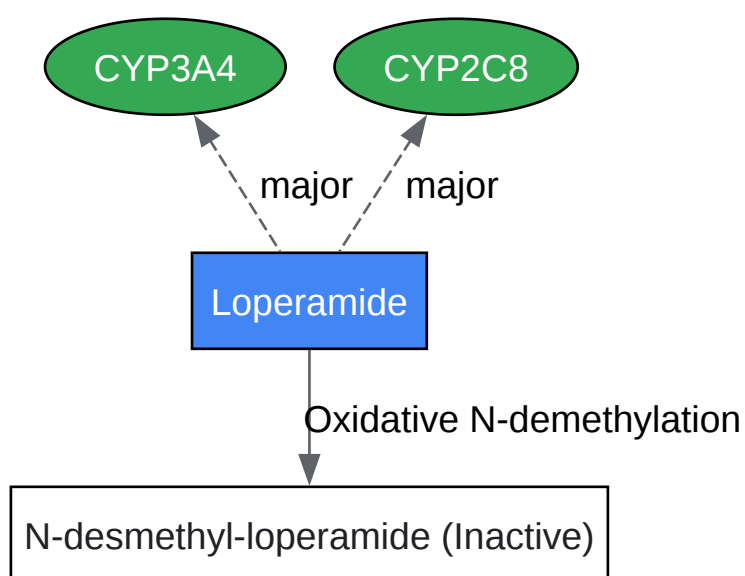 CYP3A4
CYP2C8
major
major
Loperamide
Oxidative N-demethylation
N-desmethyl-loperamide (Inactive)